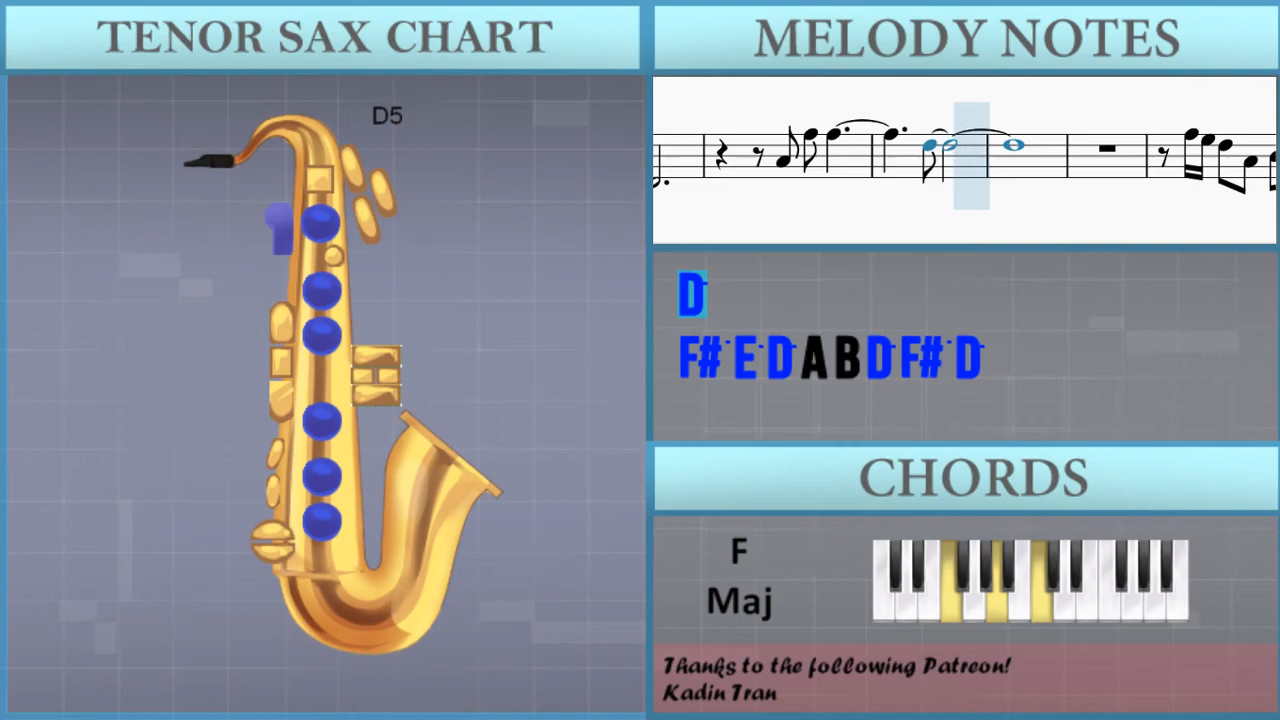 TENOR SAX CHART
D5
MELODY NOTES
D-
F#- E- D- A B D- F#- D-
CHORDS
F
Maj
Thanks to the following Patreon!
Kadin Tran